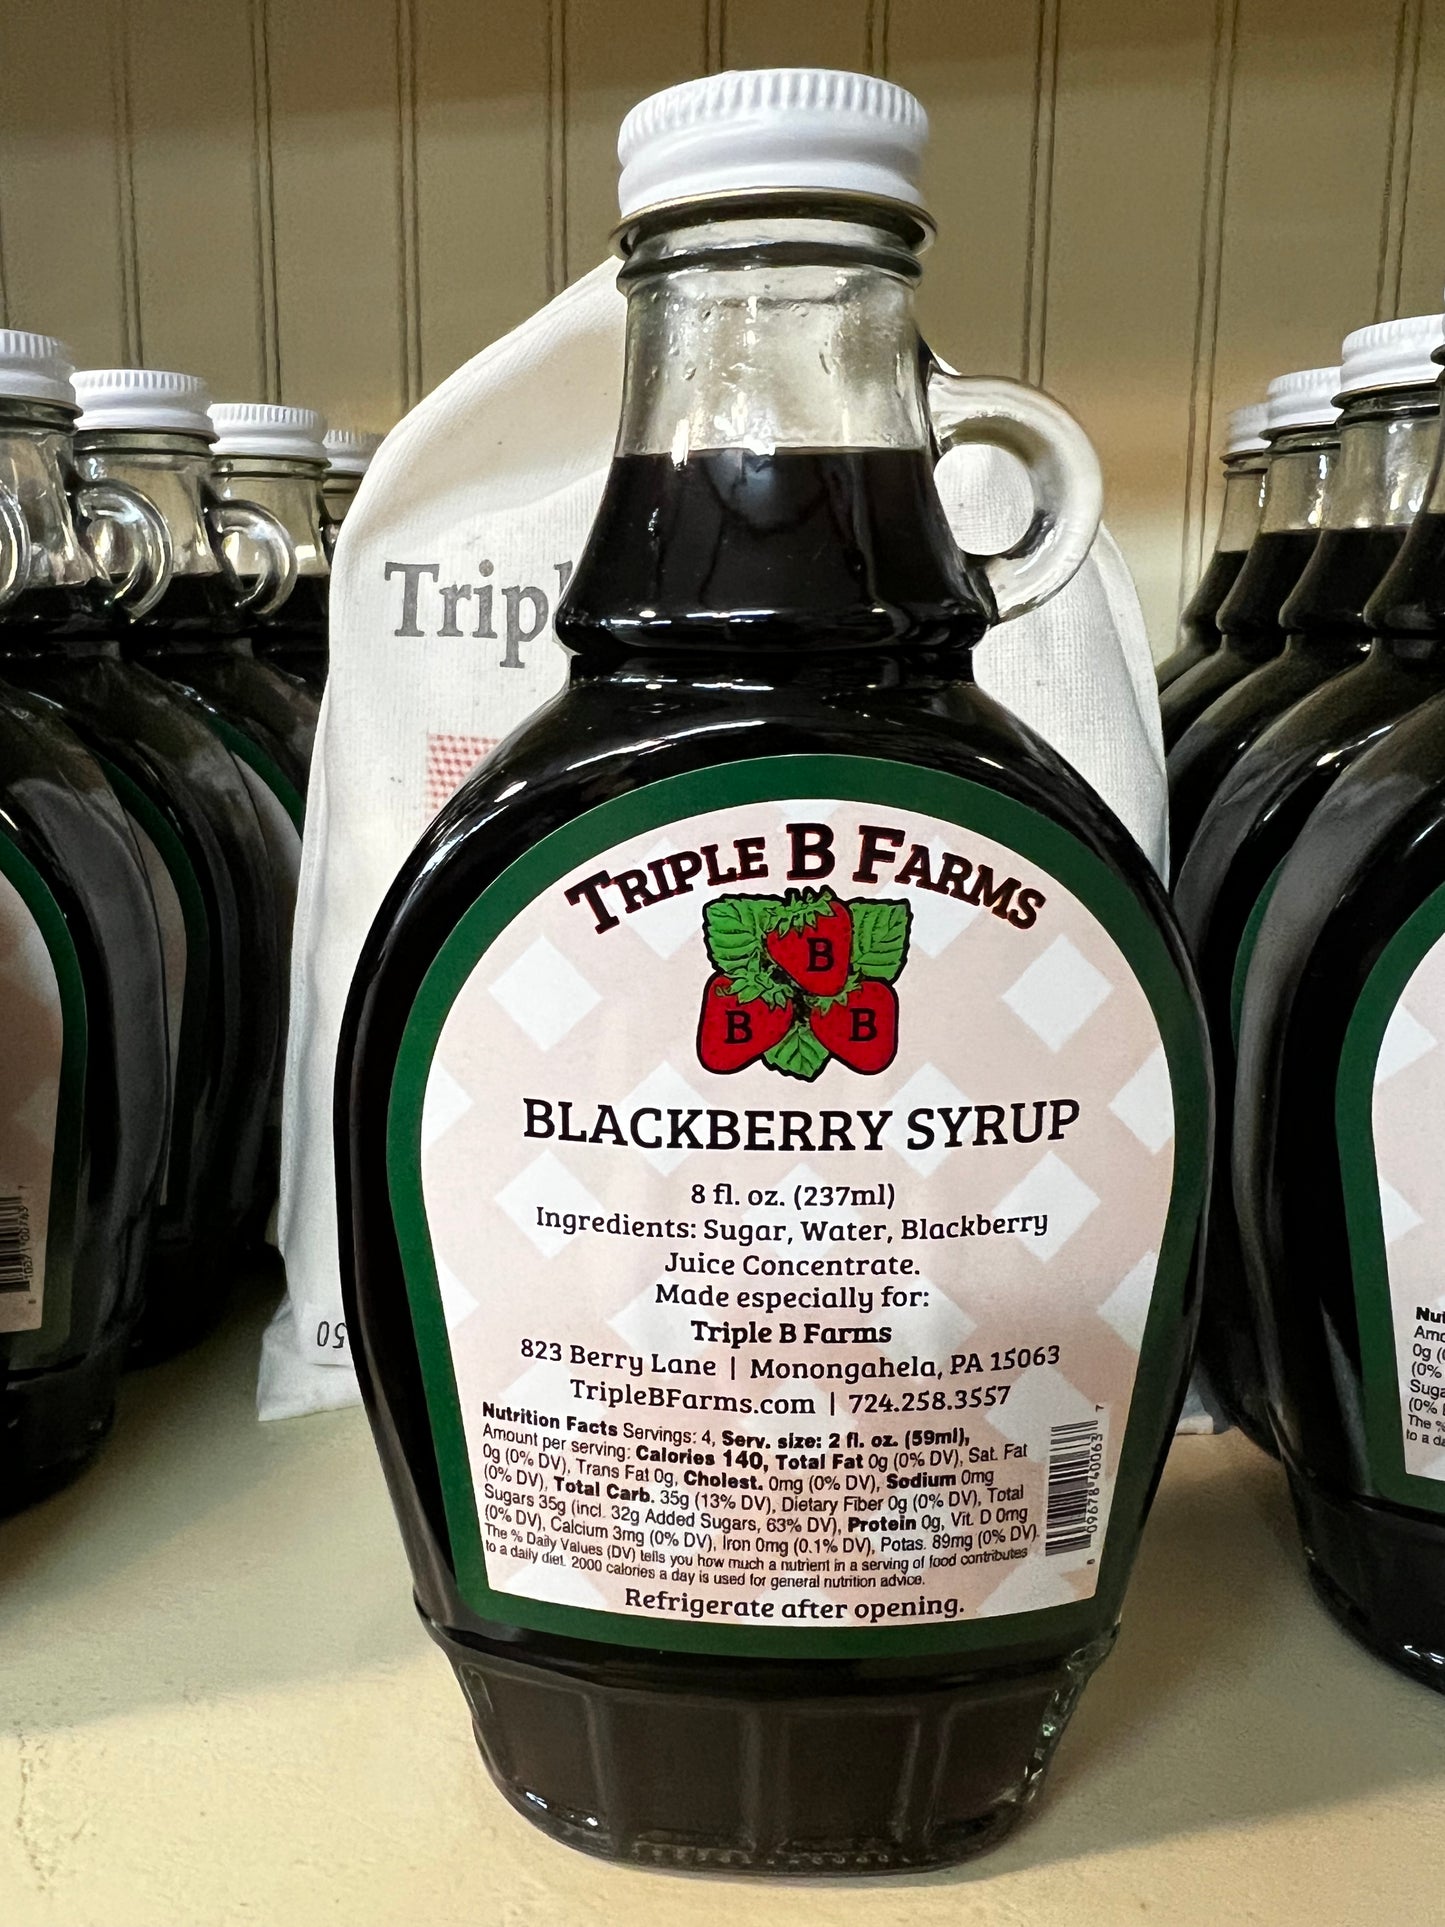 Trip
TRIPLE B FARMS
B
B B
BLACKBERRY SYRUP
8 fl. oz. (237ml)
Ingredients: Sugar, Water, Blackberry
Juice Concentrate.
Made especially for:
Triple B Farms
823 Berry Lane | Monongahela, PA 15063
TripleBFarms.com | 724.258.3557
Nutrition Facts Servings: 4, Serv. size: 2 fl. oz. (59ml),
Amount per serving: Calories 140, Total Fat 0g (0% DV), Sat. Fat
0g (0% DV), Trans Fat 0g, Cholest. 0mg (0% DV), Sodium 0mg
(0% DV), Total Carb. 35g (13% DV), Dietary Fiber 0g (0% DV), Total
Sugars 35g (incl. 32g Added Sugars, 63% DV), Protein 0g, Vit. D 0mg
(0% DV), Calcium 3mg (0% DV), Iron 0mg (0.1% DV), Potas. 89mg (0% DV).
The % Daily Values (DV) tells you how much a nutrient in a serving of food contributes
to a daily diet. 2000 calories a day is used for general nutrition advice.
Refrigerate after opening.